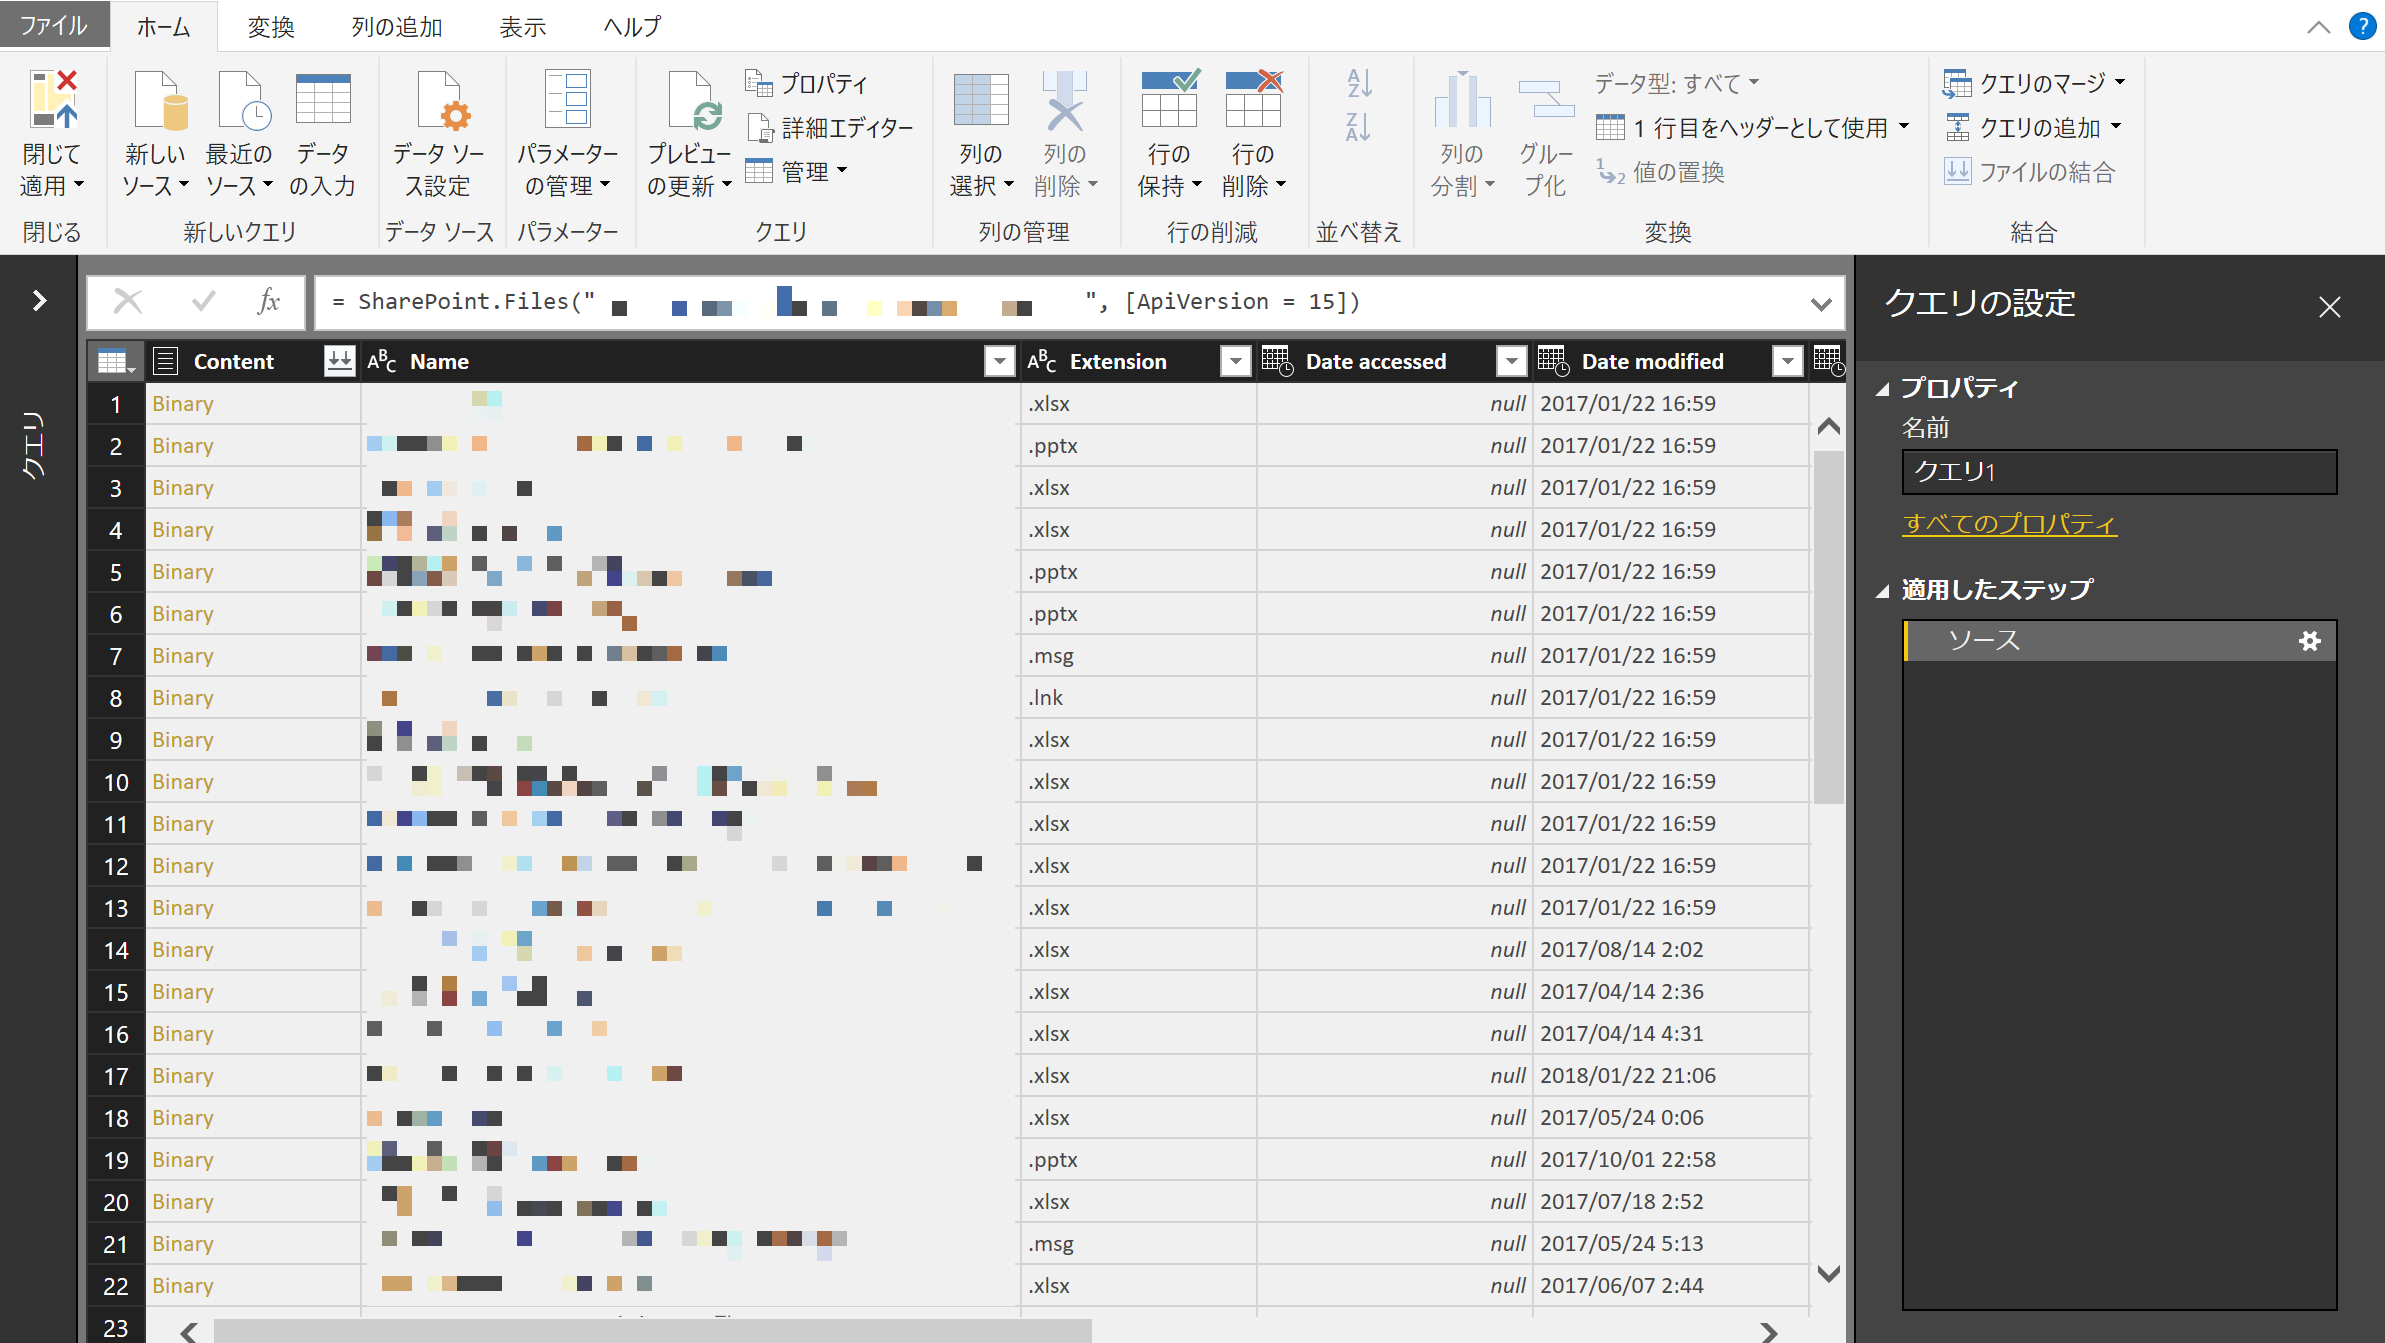 ファイル ホーム 変換 列の追加 表示 ヘルプ
閉じて
適用
新しい
ソース
最近の
ソース
データ
の入力
データ ソー
ス設定
パラメーター
の管理
プレビュー
の更新
プロパティ
詳細エディター
管理
列の
選択
列の
削除
行の
保持
行の
削除
列の
分割
グルー
プ化
データ型: すべて
1 行目をヘッダーとして使用
値の置換
クエリのマージ
クエリの追加
ファイルの結合
閉じる 新しいクエリ データ ソース パラメーター クエリ 列の管理 行の削減 並べ替え 変換 結合
クエリ
fx = SharePoint.Files(" ", [ApiVersion = 15])
Content Name Extension Date accessed Date modified
1 Binary .xlsx null 2017/01/22 16:59
2 Binary .pptx null 2017/01/22 16:59
3 Binary .xlsx null 2017/01/22 16:59
4 Binary .xlsx null 2017/01/22 16:59
5 Binary .pptx null 2017/01/22 16:59
6 Binary .pptx null 2017/01/22 16:59
7 Binary .msg null 2017/01/22 16:59
8 Binary .lnk null 2017/01/22 16:59
9 Binary .xlsx null 2017/01/22 16:59
10 Binary .xlsx null 2017/01/22 16:59
11 Binary .xlsx null 2017/01/22 16:59
12 Binary .xlsx null 2017/01/22 16:59
13 Binary .xlsx null 2017/01/22 16:59
14 Binary .xlsx null 2017/08/14 2:02
15 Binary .xlsx null 2017/04/14 2:36
16 Binary .xlsx null 2017/04/14 4:31
17 Binary .xlsx null 2018/01/22 21:06
18 Binary .xlsx null 2017/05/24 0:06
19 Binary .pptx null 2017/10/01 22:58
20 Binary .xlsx null 2017/07/18 2:52
21 Binary .msg null 2017/05/24 5:13
22 Binary .xlsx null 2017/06/07 2:44
23
クエリの設定
プロパティ
名前
クエリ1
すべてのプロパティ
適用したステップ
ソース